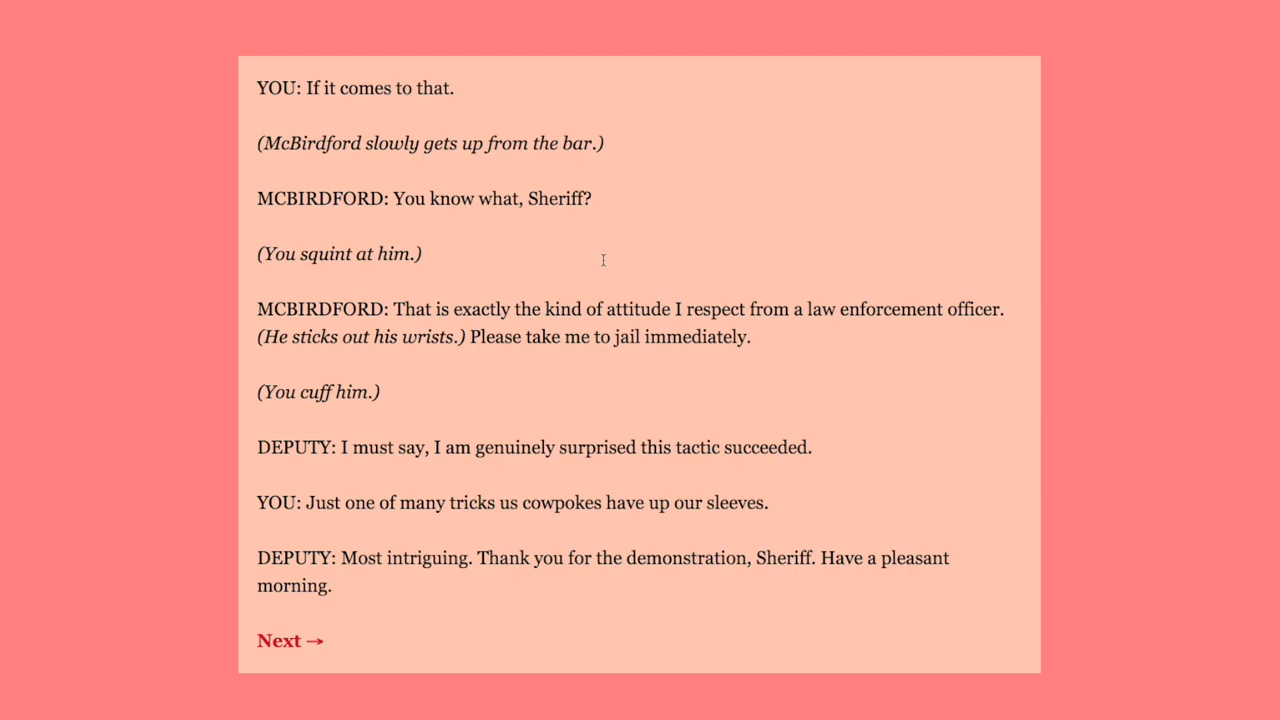 YOU: If it comes to that.
(McBirdford slowly gets up from the bar.)
MCBIRDFORD: You know what, Sheriff?
(You squint at him.)
MCBIRDFORD: That is exactly the kind of attitude I respect from a law enforcement officer.
(He sticks out his wrists.) Please take me to jail immediately.
(You cuff him.)
DEPUTY: I must say, I am genuinely surprised this tactic succeeded.
YOU: Just one of many tricks us cowpokes have up our sleeves.
DEPUTY: Most intriguing. Thank you for the demonstration, Sheriff. Have a pleasant
morning.
Next →